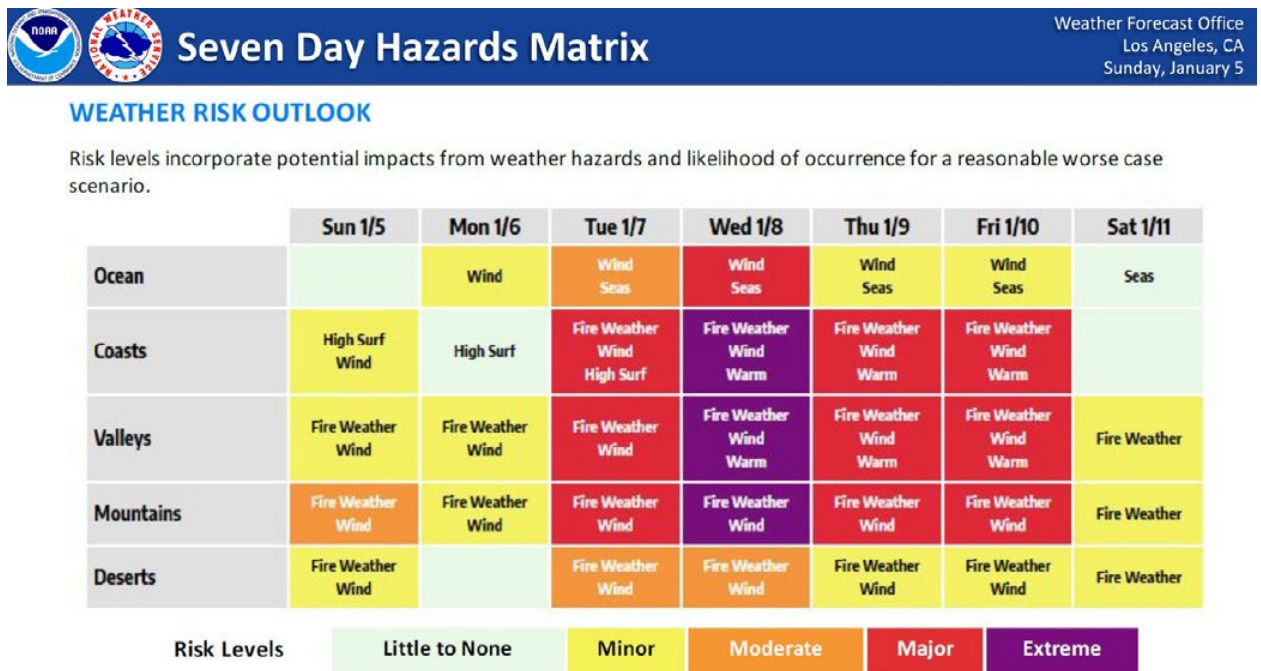 NOAA
NATIONAL WEATHER SERVICE
Seven Day Hazards Matrix
Weather Forecast Office
Los Angeles, CA
Sunday, January 5
WEATHER RISK OUTLOOK
Risk levels incorporate potential impacts from weather hazards and likelihood of occurrence for a reasonable worse case
scenario.
Sun 1/5 Mon 1/6 Tue 1/7 Wed 1/8 Thu 1/9 Fri 1/10 Sat 1/11
Ocean
Wind
Wind
Seas
Wind
Seas
Wind
Seas
Wind
Seas
Seas
Coasts
High Surf
Wind
High Surf
Fire Weather
Wind
High Surf
Fire Weather
Wind
Warm
Fire Weather
Wind
Warm
Fire Weather
Wind
Warm
Valleys
Fire Weather
Wind
Fire Weather
Wind
Fire Weather
Wind
Fire Weather
Wind
Warm
Fire Weather
Wind
Warm
Fire Weather
Wind
Warm
Fire Weather
Mountains
Fire Weather
Wind
Fire Weather
Wind
Fire Weather
Wind
Fire Weather
Wind
Fire Weather
Wind
Fire Weather
Wind
Fire Weather
Deserts
Fire Weather
Wind
Fire Weather
Wind
Fire Weather
Wind
Fire Weather
Wind
Fire Weather
Wind
Fire Weather
Risk Levels Little to None Minor Moderate Major Extreme